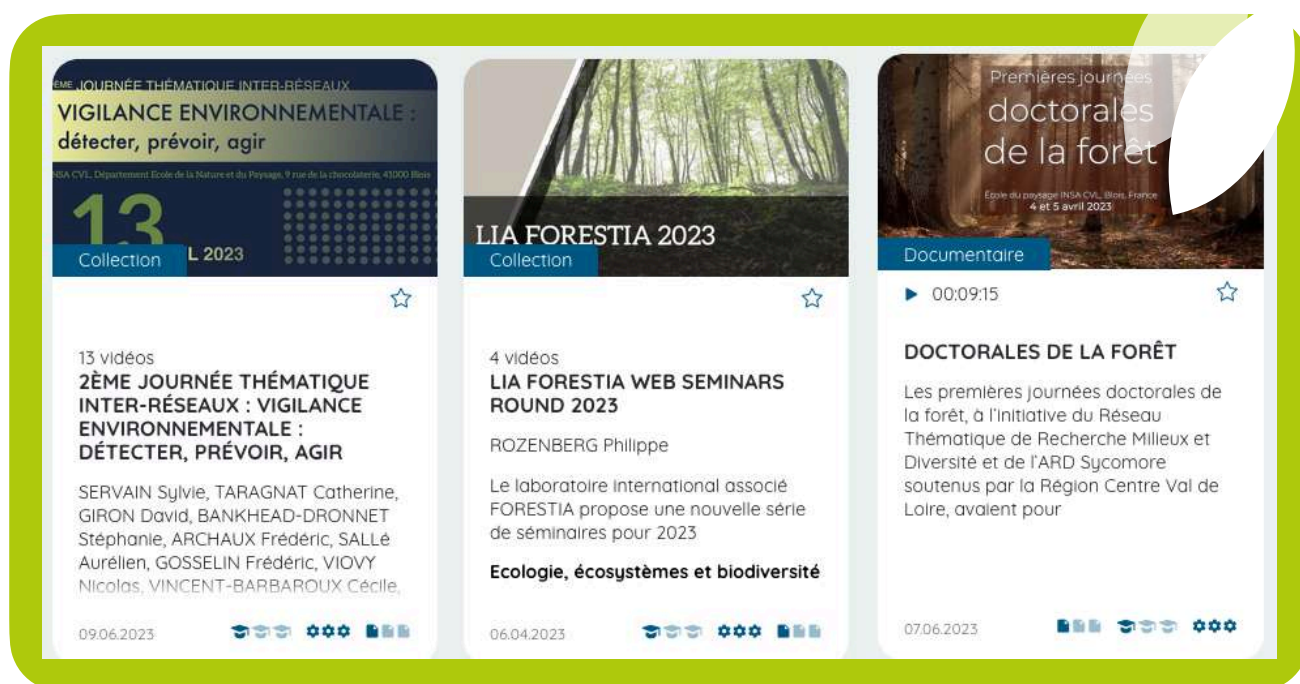 2ÈME JOURNÉE THÉMATIQUE INTER-RÉSEAUX
VIGILANCE ENVIRONNEMENTALE :
détecter, prévoir, agir
INSA CVL, Département Ecole de la Nature et du Paysage, 9 rue de la chocolaterie, 41000 Blois
13
L 2023
Collection
13 vidéos
2ÈME JOURNÉE THÉMATIQUE
INTER-RÉSEAUX : VIGILANCE
ENVIRONNEMENTALE :
DÉTECTER, PRÉVOIR, AGIR
SERVAIN Sylvie, TARAGNAT Catherine,
GIRON David, BANKHEAD-DRONNET
Stéphanie, ARCHAUX Frédéric, SALLé
Aurélien, GOSSELIN Frédéric, VIOVY
Nicolas, VINCENT-BARBAROUX Cécile,
09.06.2023
LIA FORESTIA 2023
Collection
4 vidéos
LIA FORESTIA WEB SEMINARS
ROUND 2023
ROZENBERG Philippe
Le laboratoire international associé
FORESTIA propose une nouvelle série
de séminaires pour 2023
Ecologie, écosystèmes et biodiversité
06.04.2023
Premières journées
doctorales
de la forêt
École du paysage INSA CVL, Blois, France
4 et 5 avril 2023
Documentaire
00:09:15
DOCTORALES DE LA FORÊT
Les premières journées doctorales de
la forêt, à l'initiative du Réseau
Thématique de Recherche Milieux et
Diversité et de l'ARD Sycomore
soutenus par la Région Centre Val de
Loire, avaient pour
07.06.2023